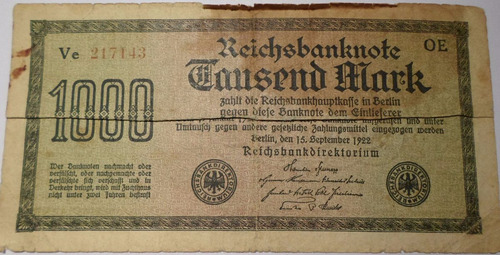 Ve 217143
Reichsbanknote
OE
1000
Tausend Mark
zahlt die Reichsbankhauptkasse in Berlin
gegen diese Banknote dem Einlieferer
Umtausch gegen andere gesetzliche Zahlungsmittel eingezogen werden
Berlin, den 15. September 1922
Reichsbankdirektorium
Wer Banknoten nachmacht oder
verfälscht, oder nachgemachte oder
verfälschte sich verschafft und in
Verkehr bringt, wird mit Zuchthaus
nicht unter zwei Jahren bestraft